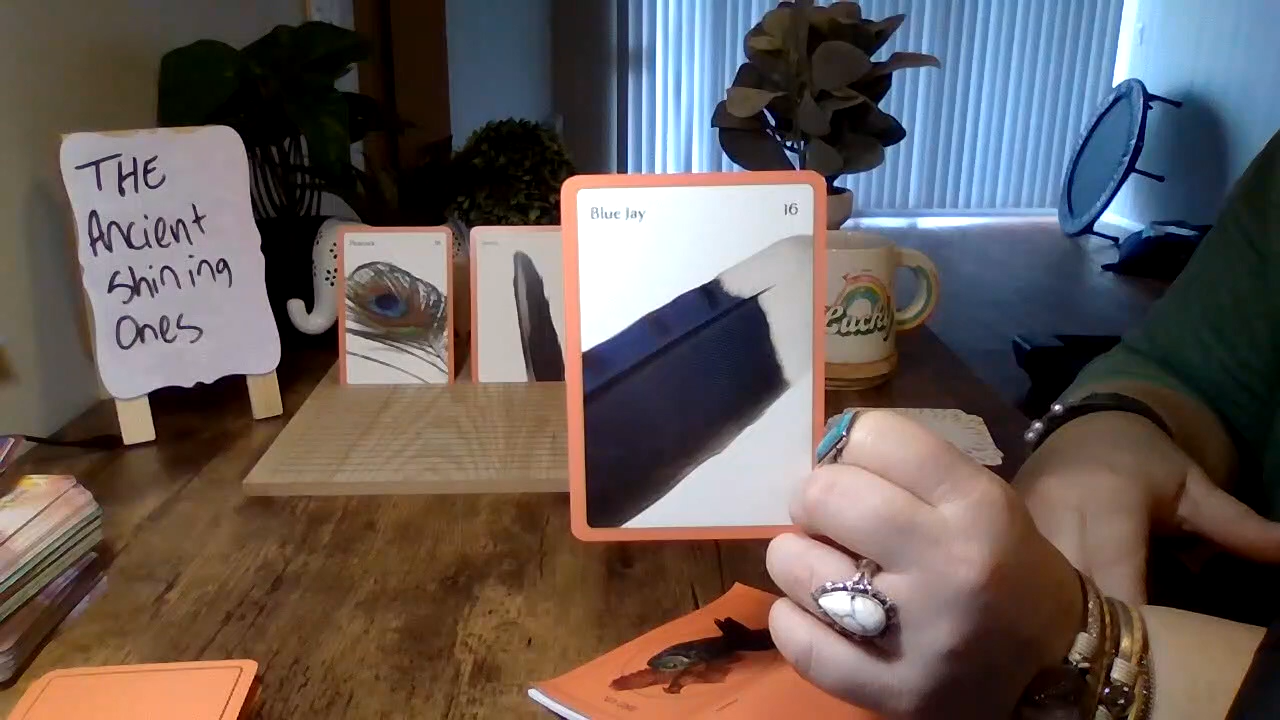 THE
Ancient
Shining
Ones
Peacock
Blue Jay
16
Lucky